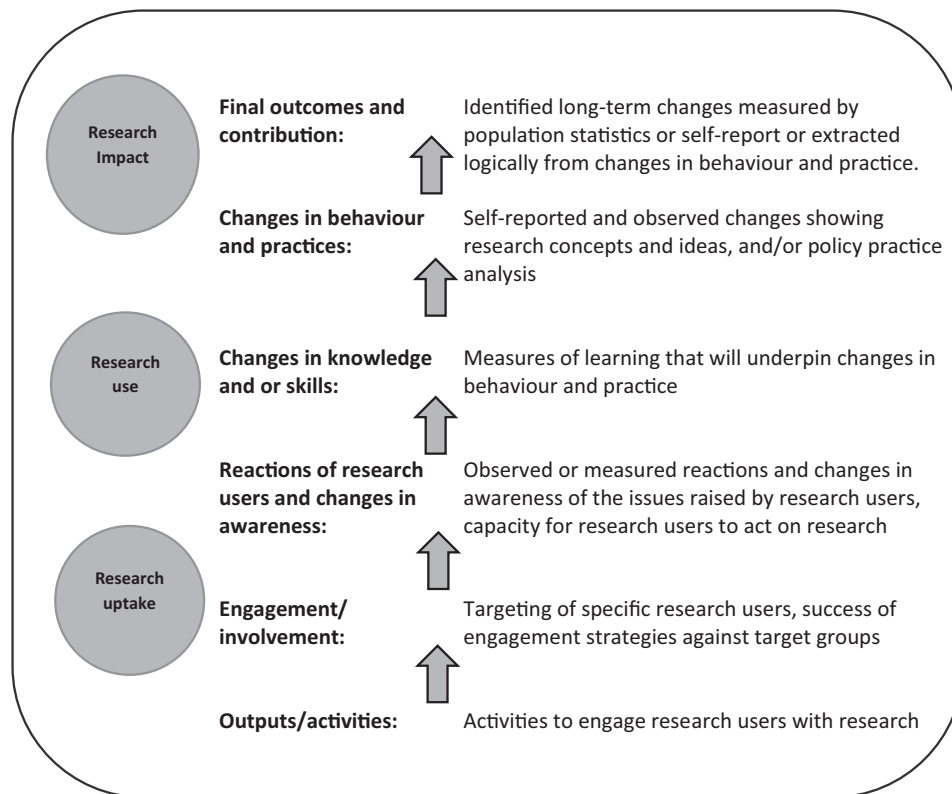 Research
Impact
Final outcomes and
contribution:
Identified long-term changes measured by
population statistics or self-report or extracted
logically from changes in behaviour and practice.
Changes in behaviour
and practices:
Self-reported and observed changes showing
research concepts and ideas, and/or policy practice
analysis
Research
use
Changes in knowledge
and or skills:
Measures of learning that will underpin changes in
behaviour and practice
Reactions of research
users and changes in
awareness:
Observed or measured reactions and changes in
awareness of the issues raised by research users,
capacity for research users to act on research
Research
uptake
Engagement/
involvement:
Targeting of specific research users, success of
engagement strategies against target groups
Outputs/activities:
Activities to engage research users with research